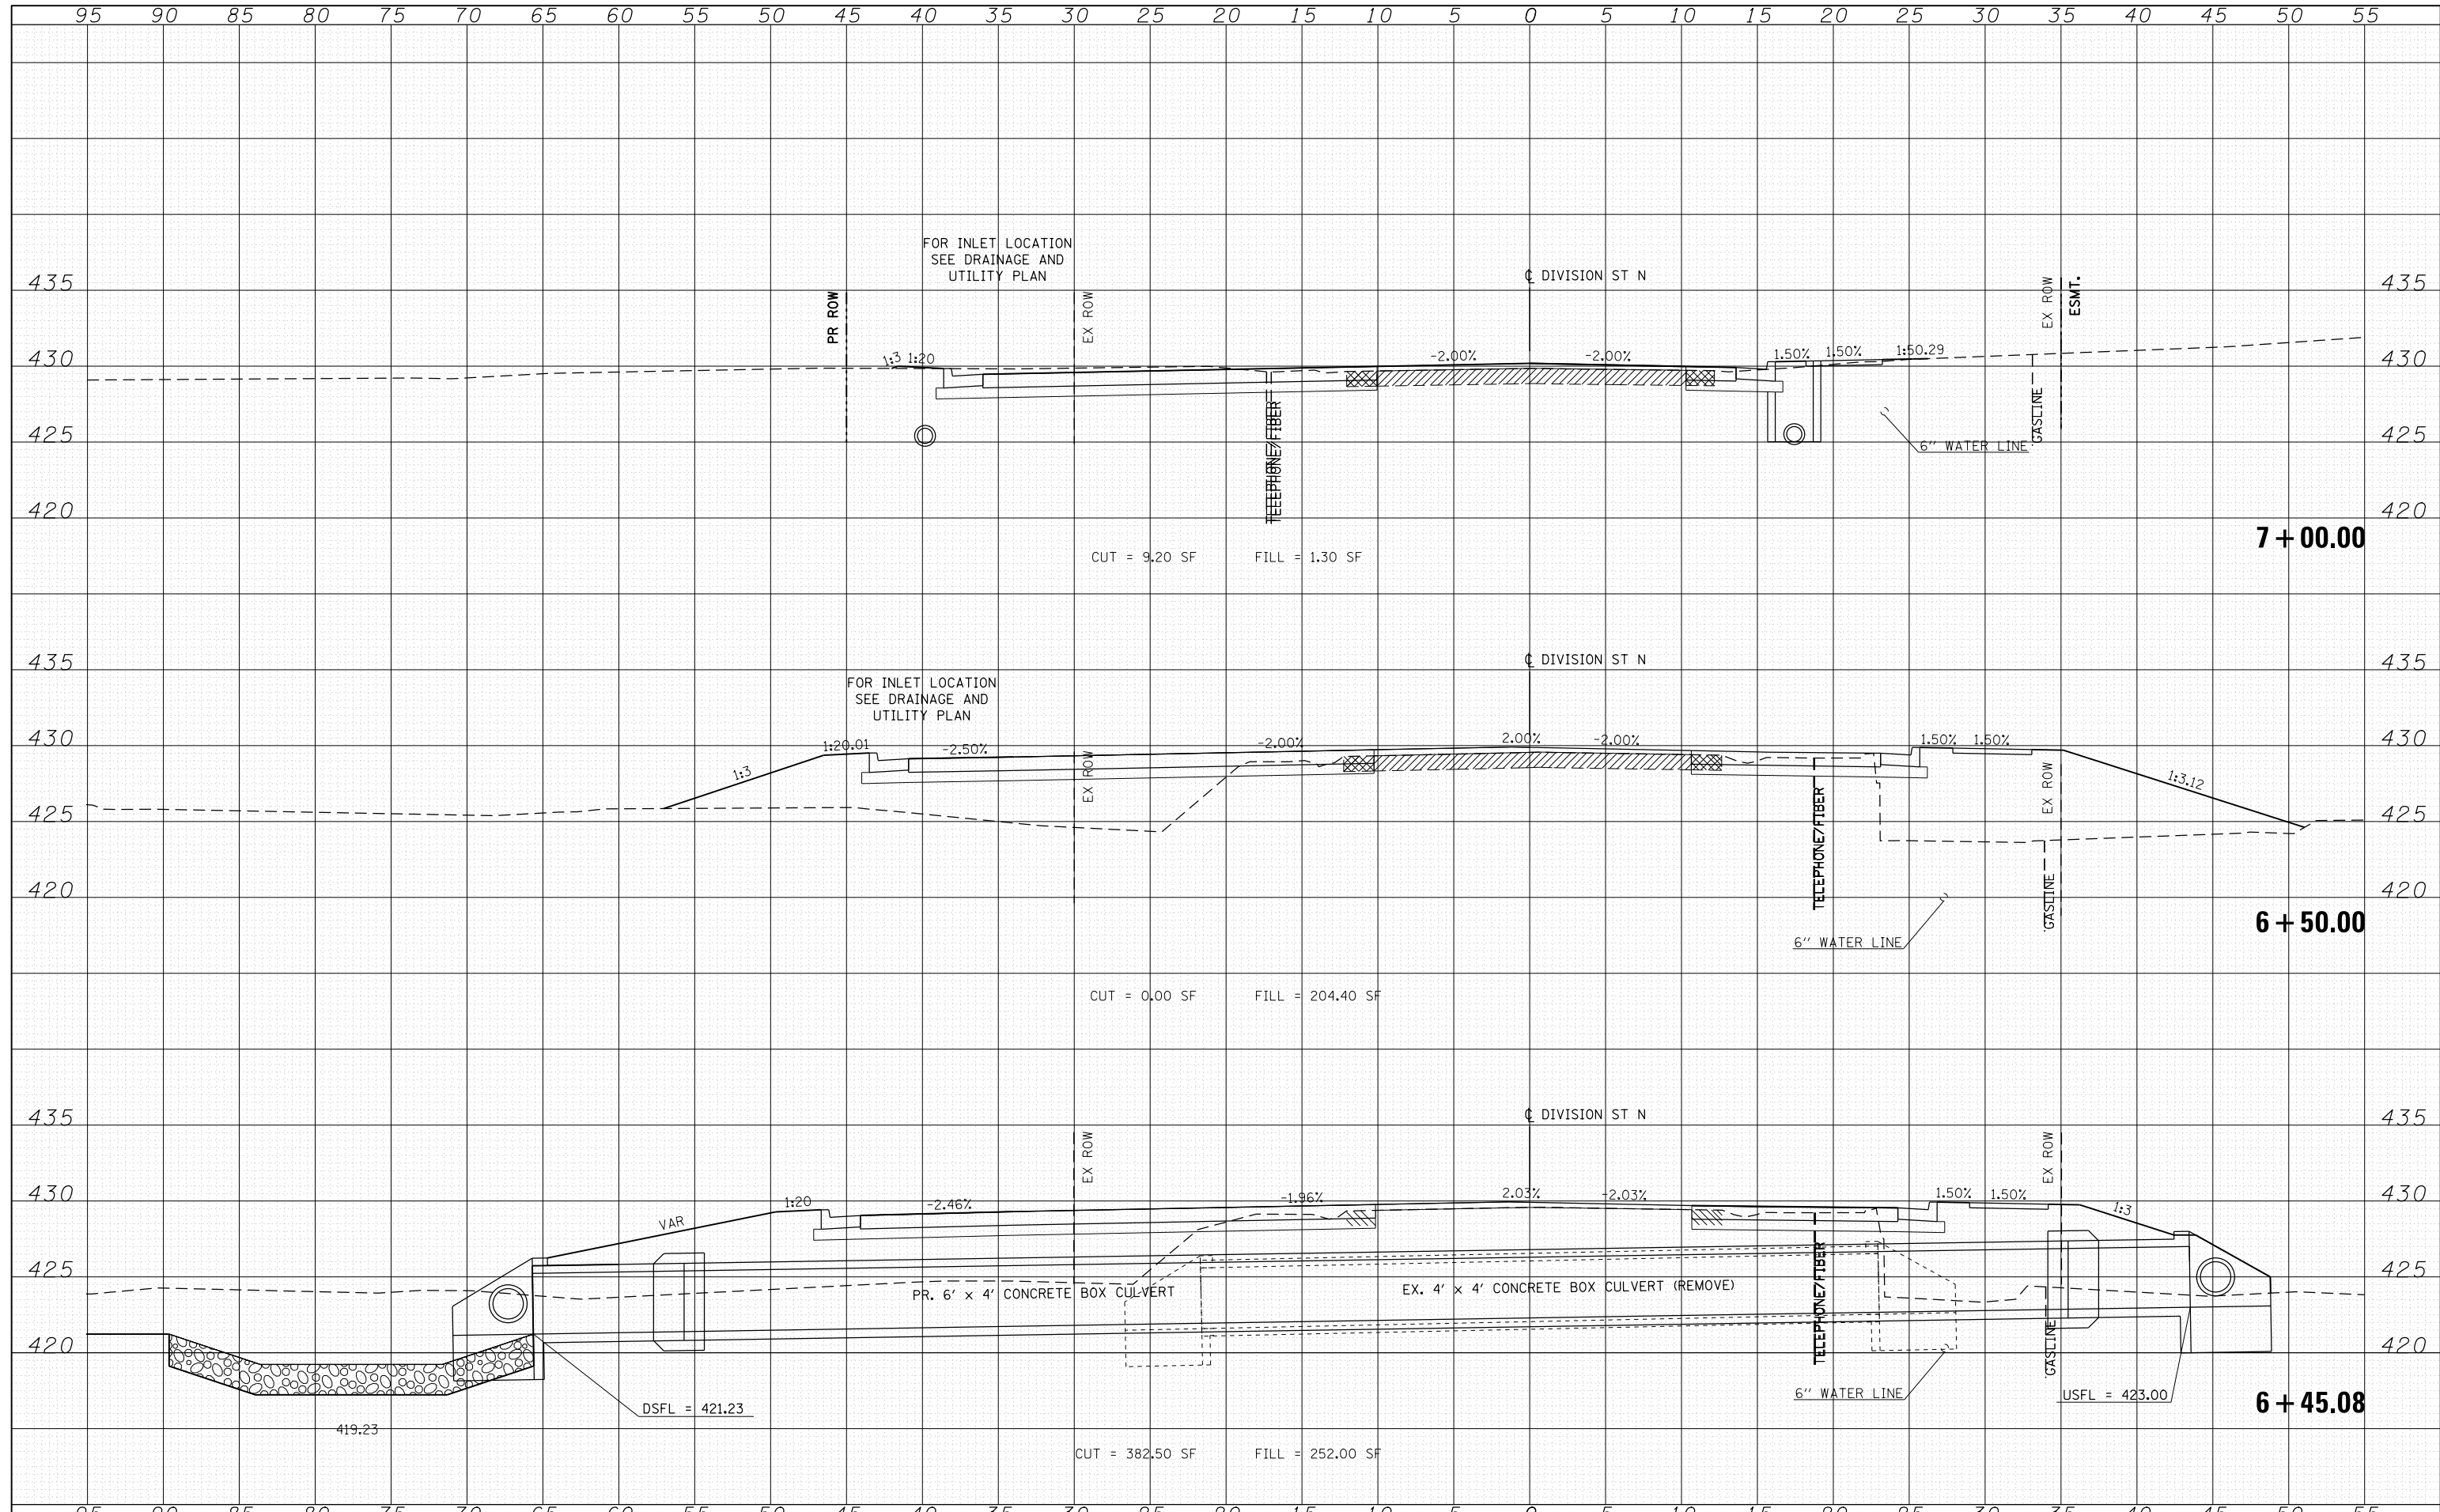 95 90 85 80 75 70 65 60 55 50 45 40 35 30 25 20 15 10 5 0 5 10 15 20 25 30 35 40 45 50 55
FOR INLET LOCATION
SEE DRAINAGE AND
UTILITY PLAN
℄ DIVISION ST N
435 435
PR ROW
EX ROW
EX ROW
ESMT.
430 430
1:3 1:20 -2.00% -2.00% 1.50% 1.50% 1:50.29
TELEPHONE/FIBER
GASLINE
425 425
6" WATER LINE
420 420
7+00.00
CUT = 9.20 SF FILL = 1.30 SF
℄ DIVISION ST N
435 435
FOR INLET LOCATION
SEE DRAINAGE AND
UTILITY PLAN
430 430
1:20.01 -2.50% -2.00% 2.00% -2.00% 1.50% 1.50%
1:3
EX ROW
EX ROW
1:3.12
425 425
TELEPHONE/FIBER
GASLINE
420 420
6+50.00
6'' WATER LINE
CUT = 0.00 SF FILL = 204.40 SF
℄ DIVISION ST N
435 435
EX ROW
EX ROW
430 430
1:20 -2.46% -1.96% 2.03% -2.03% 1.50% 1.50%
VAR
1:3
425 425
PR. 6' x 4' CONCRETE BOX CULVERT
EX. 4' x 4' CONCRETE BOX CULVERT (REMOVE)
TELEPHONE/FIBER
GASLINE
420 420
6'' WATER LINE
USFL = 423.00
6+45.08
DSFL = 421.23
419.23
CUT = 382.50 SF FILL = 252.00 SF
95 90 85 80 75 70 65 60 55 50 45 40 35 30 25 20 15 10 5 0 5 10 15 20 25 30 35 40 45 50 55